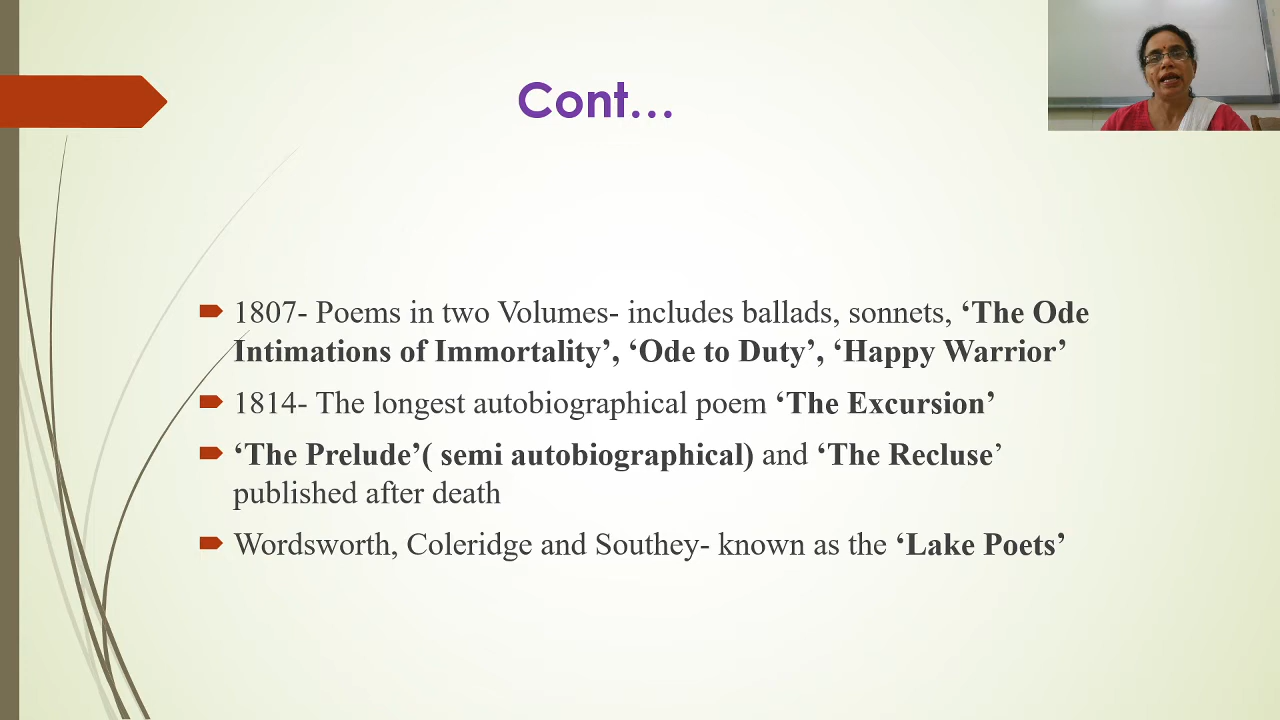 Cont…
1807- Poems in two Volumes- includes ballads, sonnets, ‘The Ode
Intimations of Immortality’, ‘Ode to Duty’, ‘Happy Warrior’
1814- The longest autobiographical poem ‘The Excursion’
‘The Prelude’( semi autobiographical) and ‘The Recluse’
published after death
Wordsworth, Coleridge and Southey- known as the ‘Lake Poets’